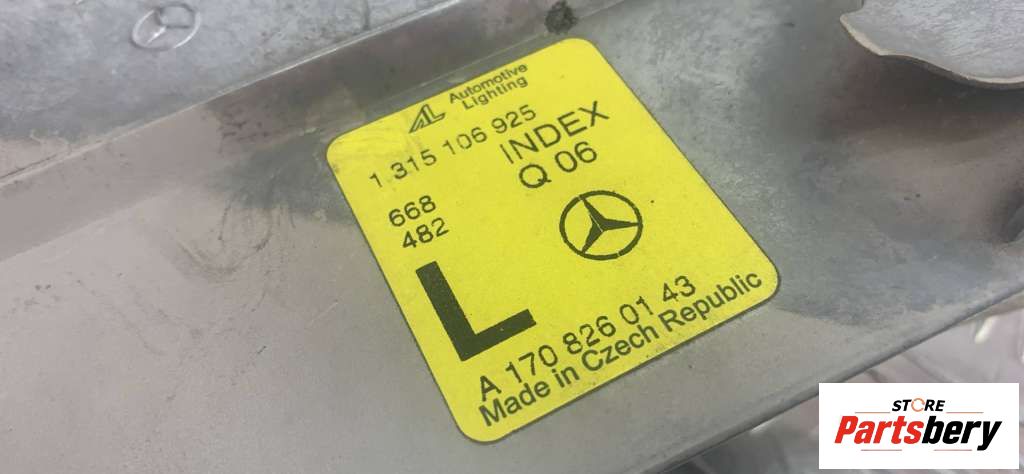 Automotive
Lighting
1.315 106 925
INDEX
Q 06
668
482
L
A 170 826 01 43
Made in Czech Republic
STORE
Partsbery